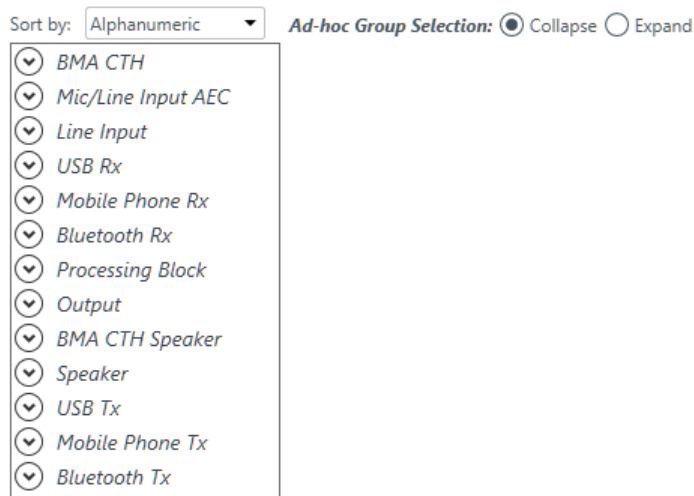 Sort by: Alphanumeric Ad-hoc Group Selection: Collapse Expand
BMA CTH
Mic/Line Input AEC
Line Input
USB Rx
Mobile Phone Rx
Bluetooth Rx
Processing Block
Output
BMA CTH Speaker
Speaker
USB Tx
Mobile Phone Tx
Bluetooth Tx